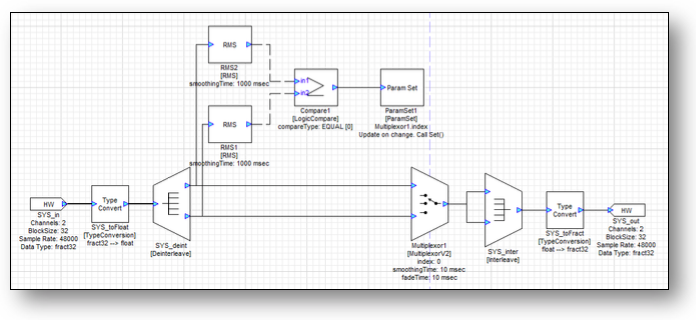 RMS
RMS2
[RMS]
smoothingTime: 1000 msec
in1
in2
Compare1
[LogicCompare]
compareType: EQUAL [0]
Param Set
ParamSet1
[ParamSet]
Multiplexor1.index
Update on change. Call Set()
RMS
RMS1
[RMS]
smoothingTime: 1000 msec
HW
SYS_in
Channels: 2
BlockSize: 32
Sample Rate: 48000
Data Type: fract32
Type
Convert
SYS_toFloat
[TypeConversion]
fract32 --> float
SYS_deint
[Deinterleave]
Multiplexor1
[MultiplexorV2]
index: 0
smoothingTime: 10 msec
fadeTime: 10 msec
SYS_inter
[Interleave]
Type
Convert
SYS_toFract
[TypeConversion]
float --> fract32
HW
SYS_out
Channels: 2
BlockSize: 32
Sample Rate: 48000
Data Type: fract32